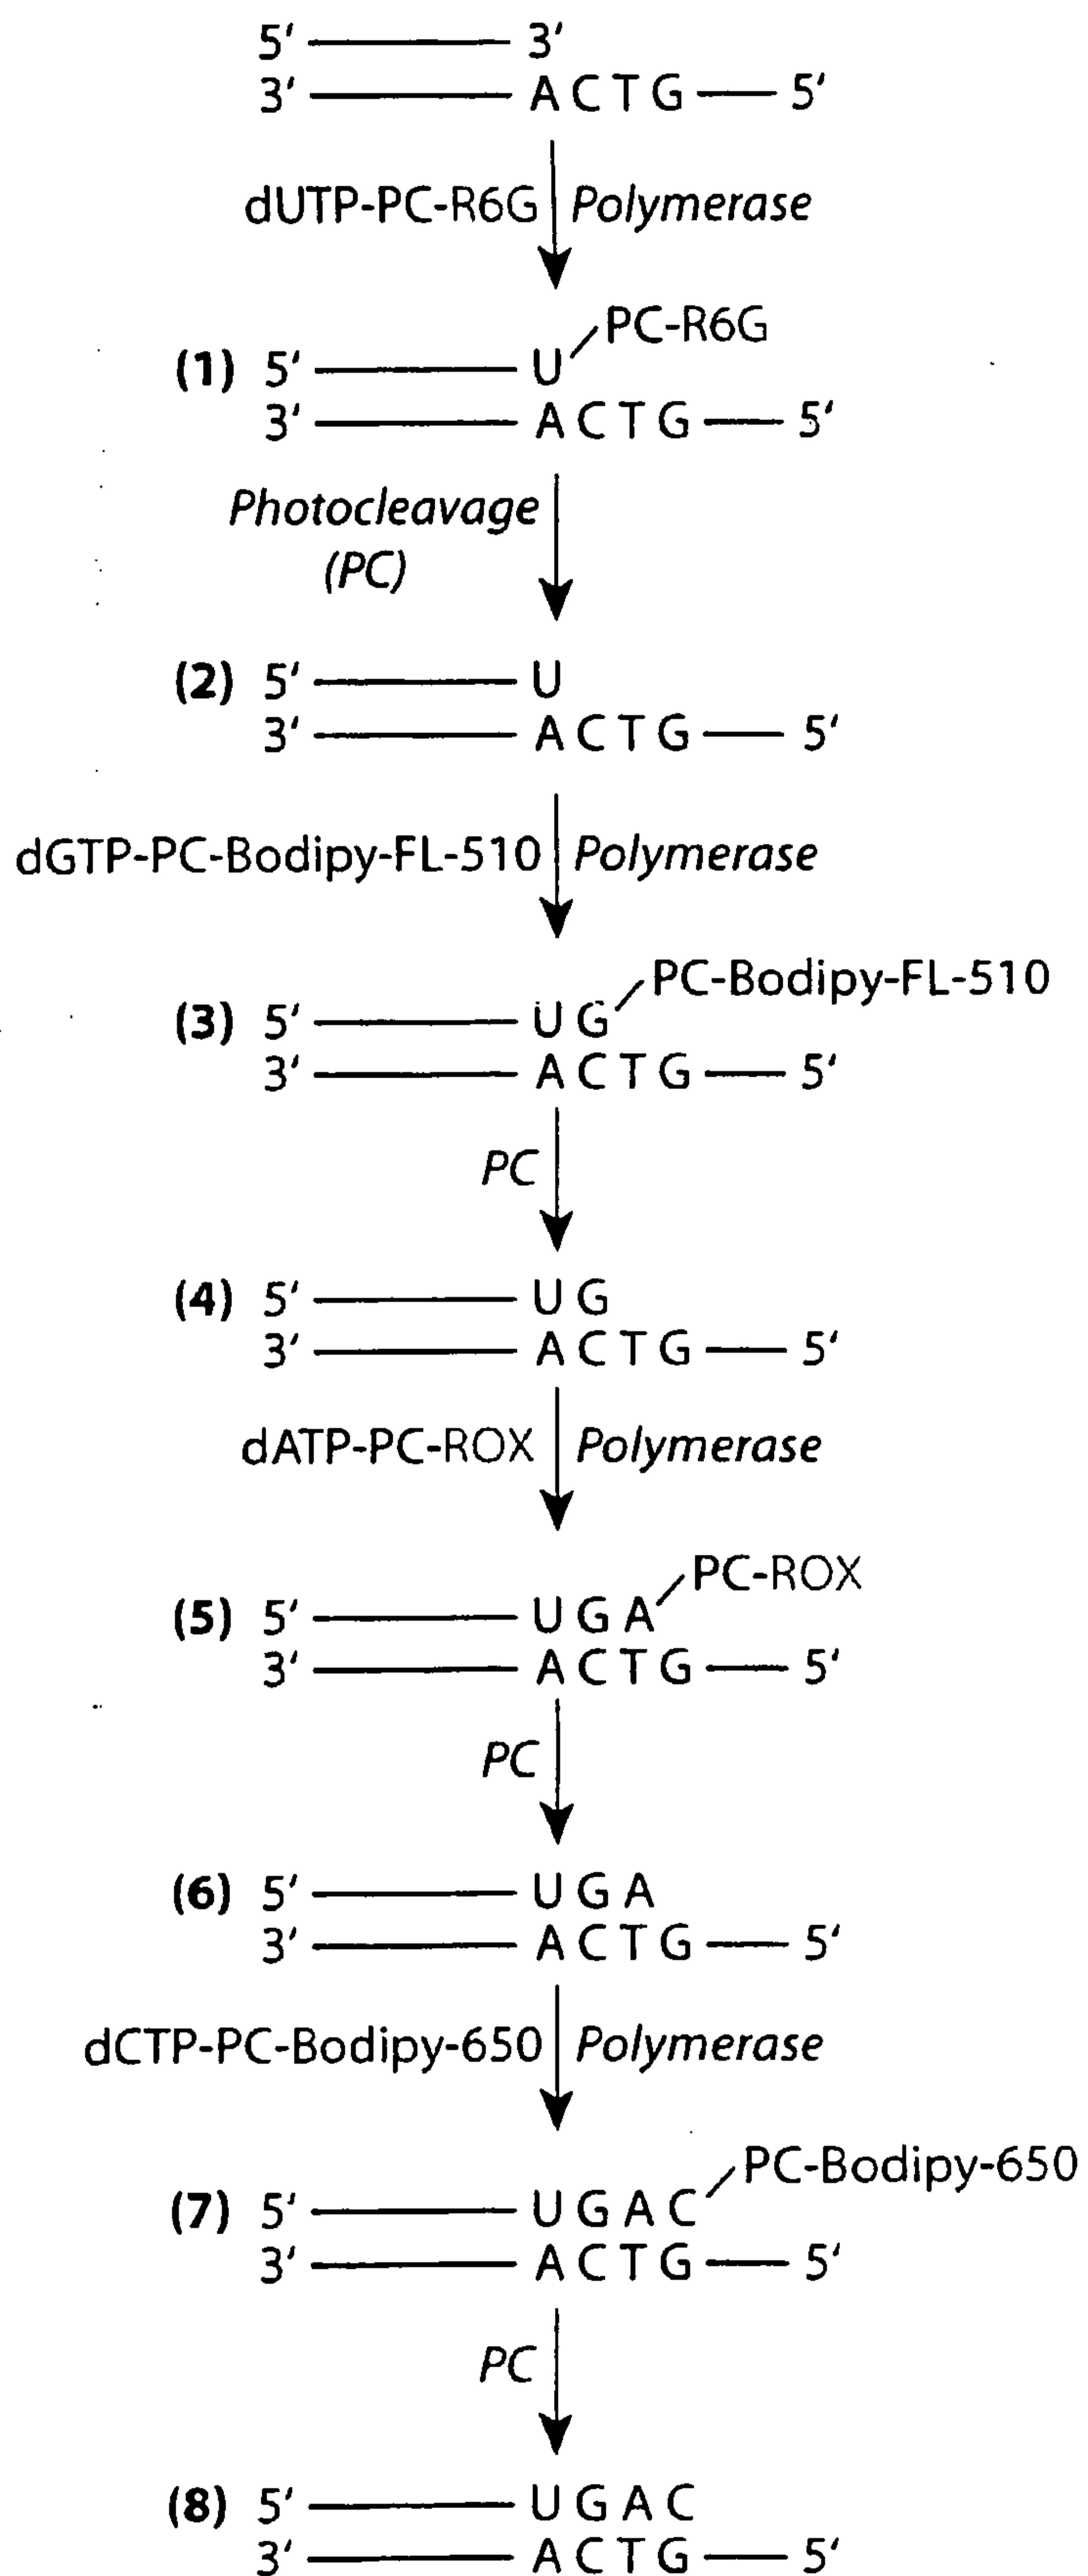 5′ 3′
3′ A C T G 5′
dUTP-PC-R6G Polymerase
PC-R6G
(1) 5′ U
3′ A C T G 5′
Photocleavage
(PC)
(2) 5′ U
3′ A C T G 5′
dGTP-PC-Bodipy-FL-510 Polymerase
PC-Bodipy-FL-510
(3) 5′ U G
3′ A C T G 5′
PC
(4) 5′ U G
3′ A C T G 5′
dATP-PC-ROX Polymerase
PC-ROX
(5) 5′ U G A
3′ A C T G 5′
PC
(6) 5′ U G A
3′ A C T G 5′
dCTP-PC-Bodipy-650 Polymerase
PC-Bodipy-650
(7) 5′ U G A C
3′ A C T G 5′
PC
(8) 5′ U G A C
3′ A C T G 5′